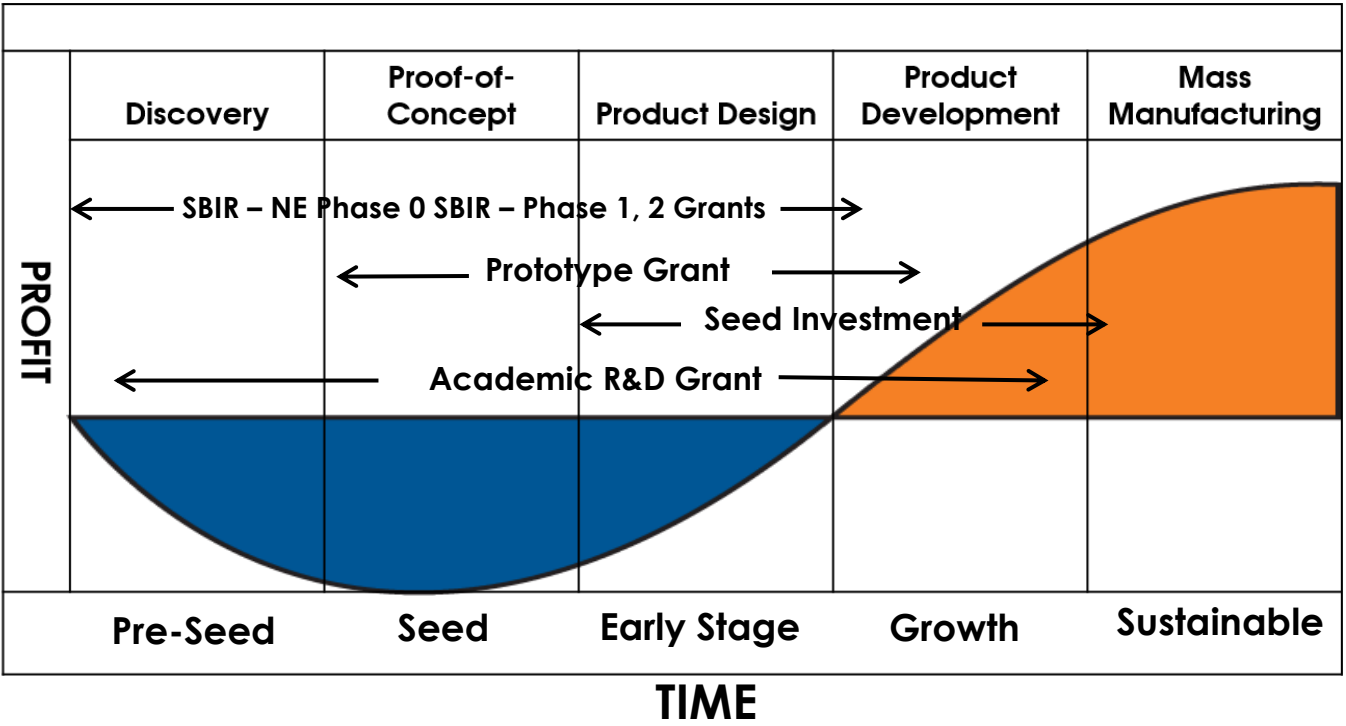 Discovery
Proof-of-
Concept
Product Design
Product
Development
Mass
Manufacturing
SBIR – NE Phase 0 SBIR – Phase 1, 2 Grants
Prototype Grant
Seed Investment
Academic R&D Grant
PROFIT
Pre-Seed
Seed
Early Stage
Growth
Sustainable
TIME